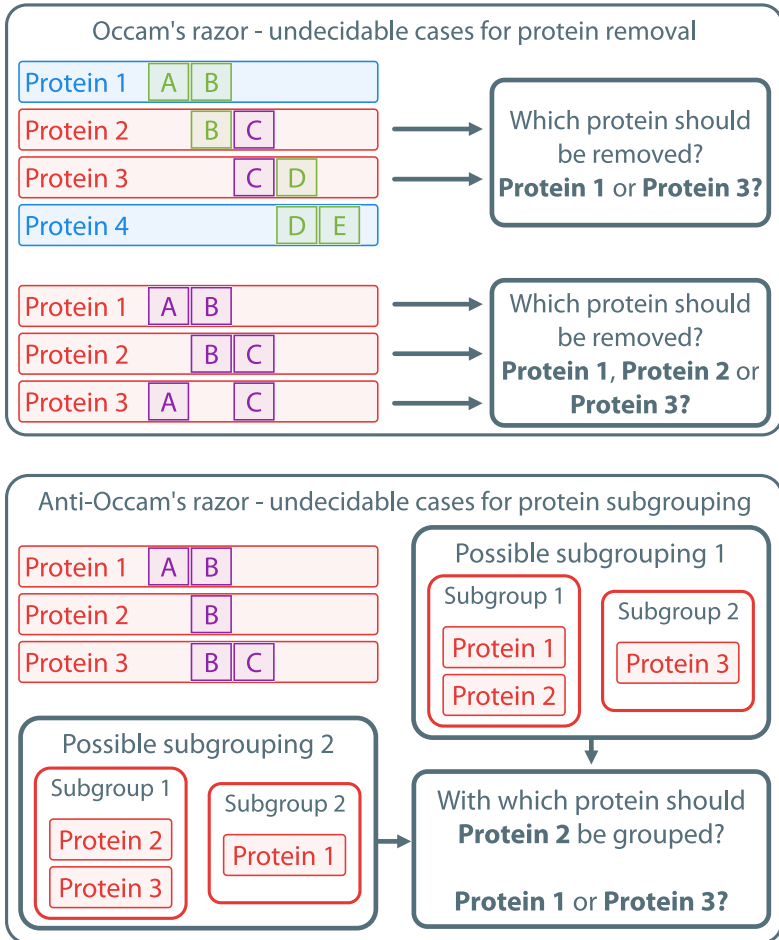 Occam's razor - undecidable cases for protein removal
Protein 1 A B
Protein 2 B C
Protein 3 C D
Protein 4 D E
Which protein should
be removed?
Protein 1 or Protein 3?
Protein 1 A B
Protein 2 B C
Protein 3 A C
Which protein should
be removed?
Protein 1, Protein 2 or
Protein 3?
Anti-Occam's razor - undecidable cases for protein subgrouping
Protein 1 A B
Protein 2 B
Protein 3 B C
Possible subgrouping 1
Subgroup 1
Protein 1
Protein 2
Subgroup 2
Protein 3
Possible subgrouping 2
Subgroup 1
Protein 2
Protein 3
Subgroup 2
Protein 1
With which protein should
Protein 2 be grouped?
Protein 1 or Protein 3?